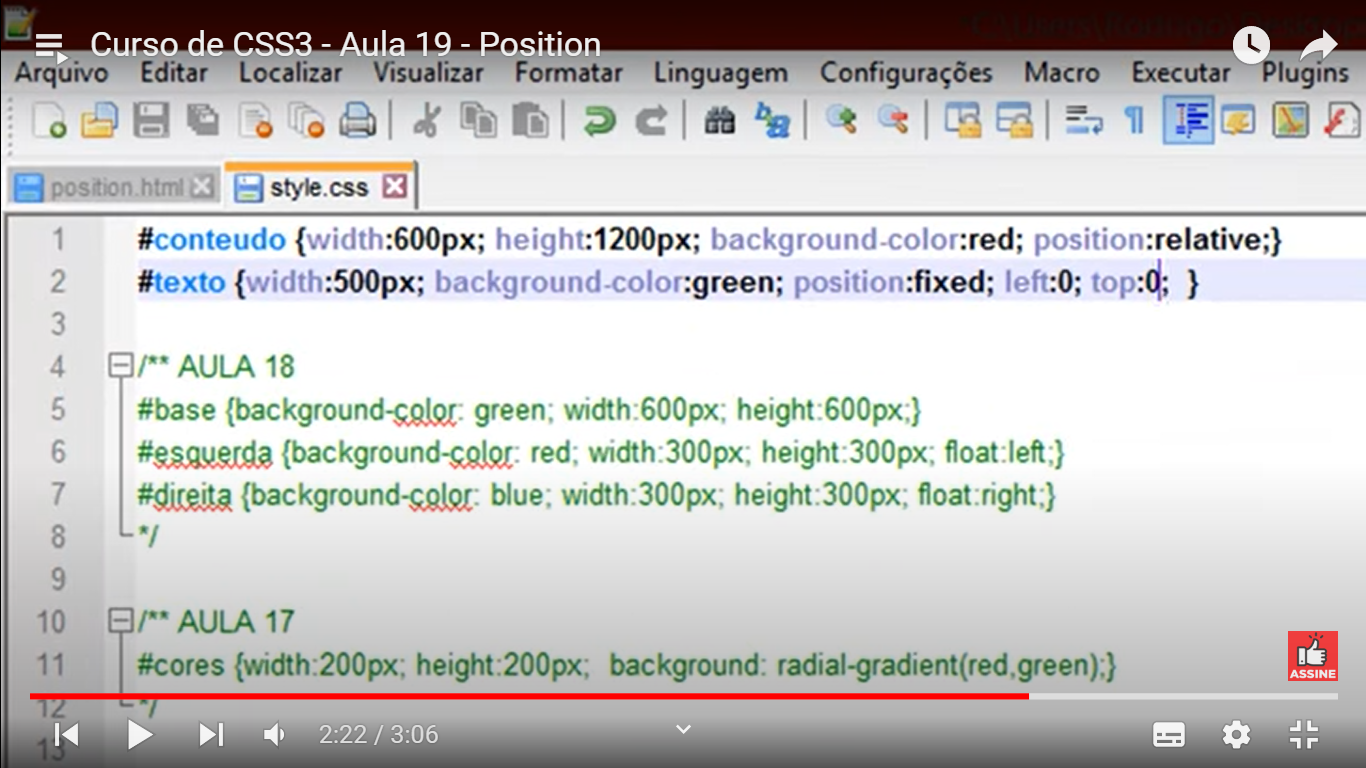 Curso de CSS3 - Aula 19 - Position
Arquivo Editar Localizar Visualizar Formatar Linguagem Configurações Macro Executar Plugins
position.html style.css
1 #conteudo {width:600px; height:1200px; background-color:red; position:relative;}
2 #texto {width:500px; background-color:green; position:fixed; left:0; top:0;  }
3
4 /** AULA 18
5 #base {background-color: green; width:600px; height:600px;}
6 #esquerda {background-color: red; width:300px; height:300px; float:left;}
7 #direita {background-color: blue; width:300px; height:300px; float:right;}
8 */
9
10 /** AULA 17
11 #cores {width:200px; height:200px;  background: radial-gradient(red,green);}
ASSINE
12 */
2:22 / 3:06
13